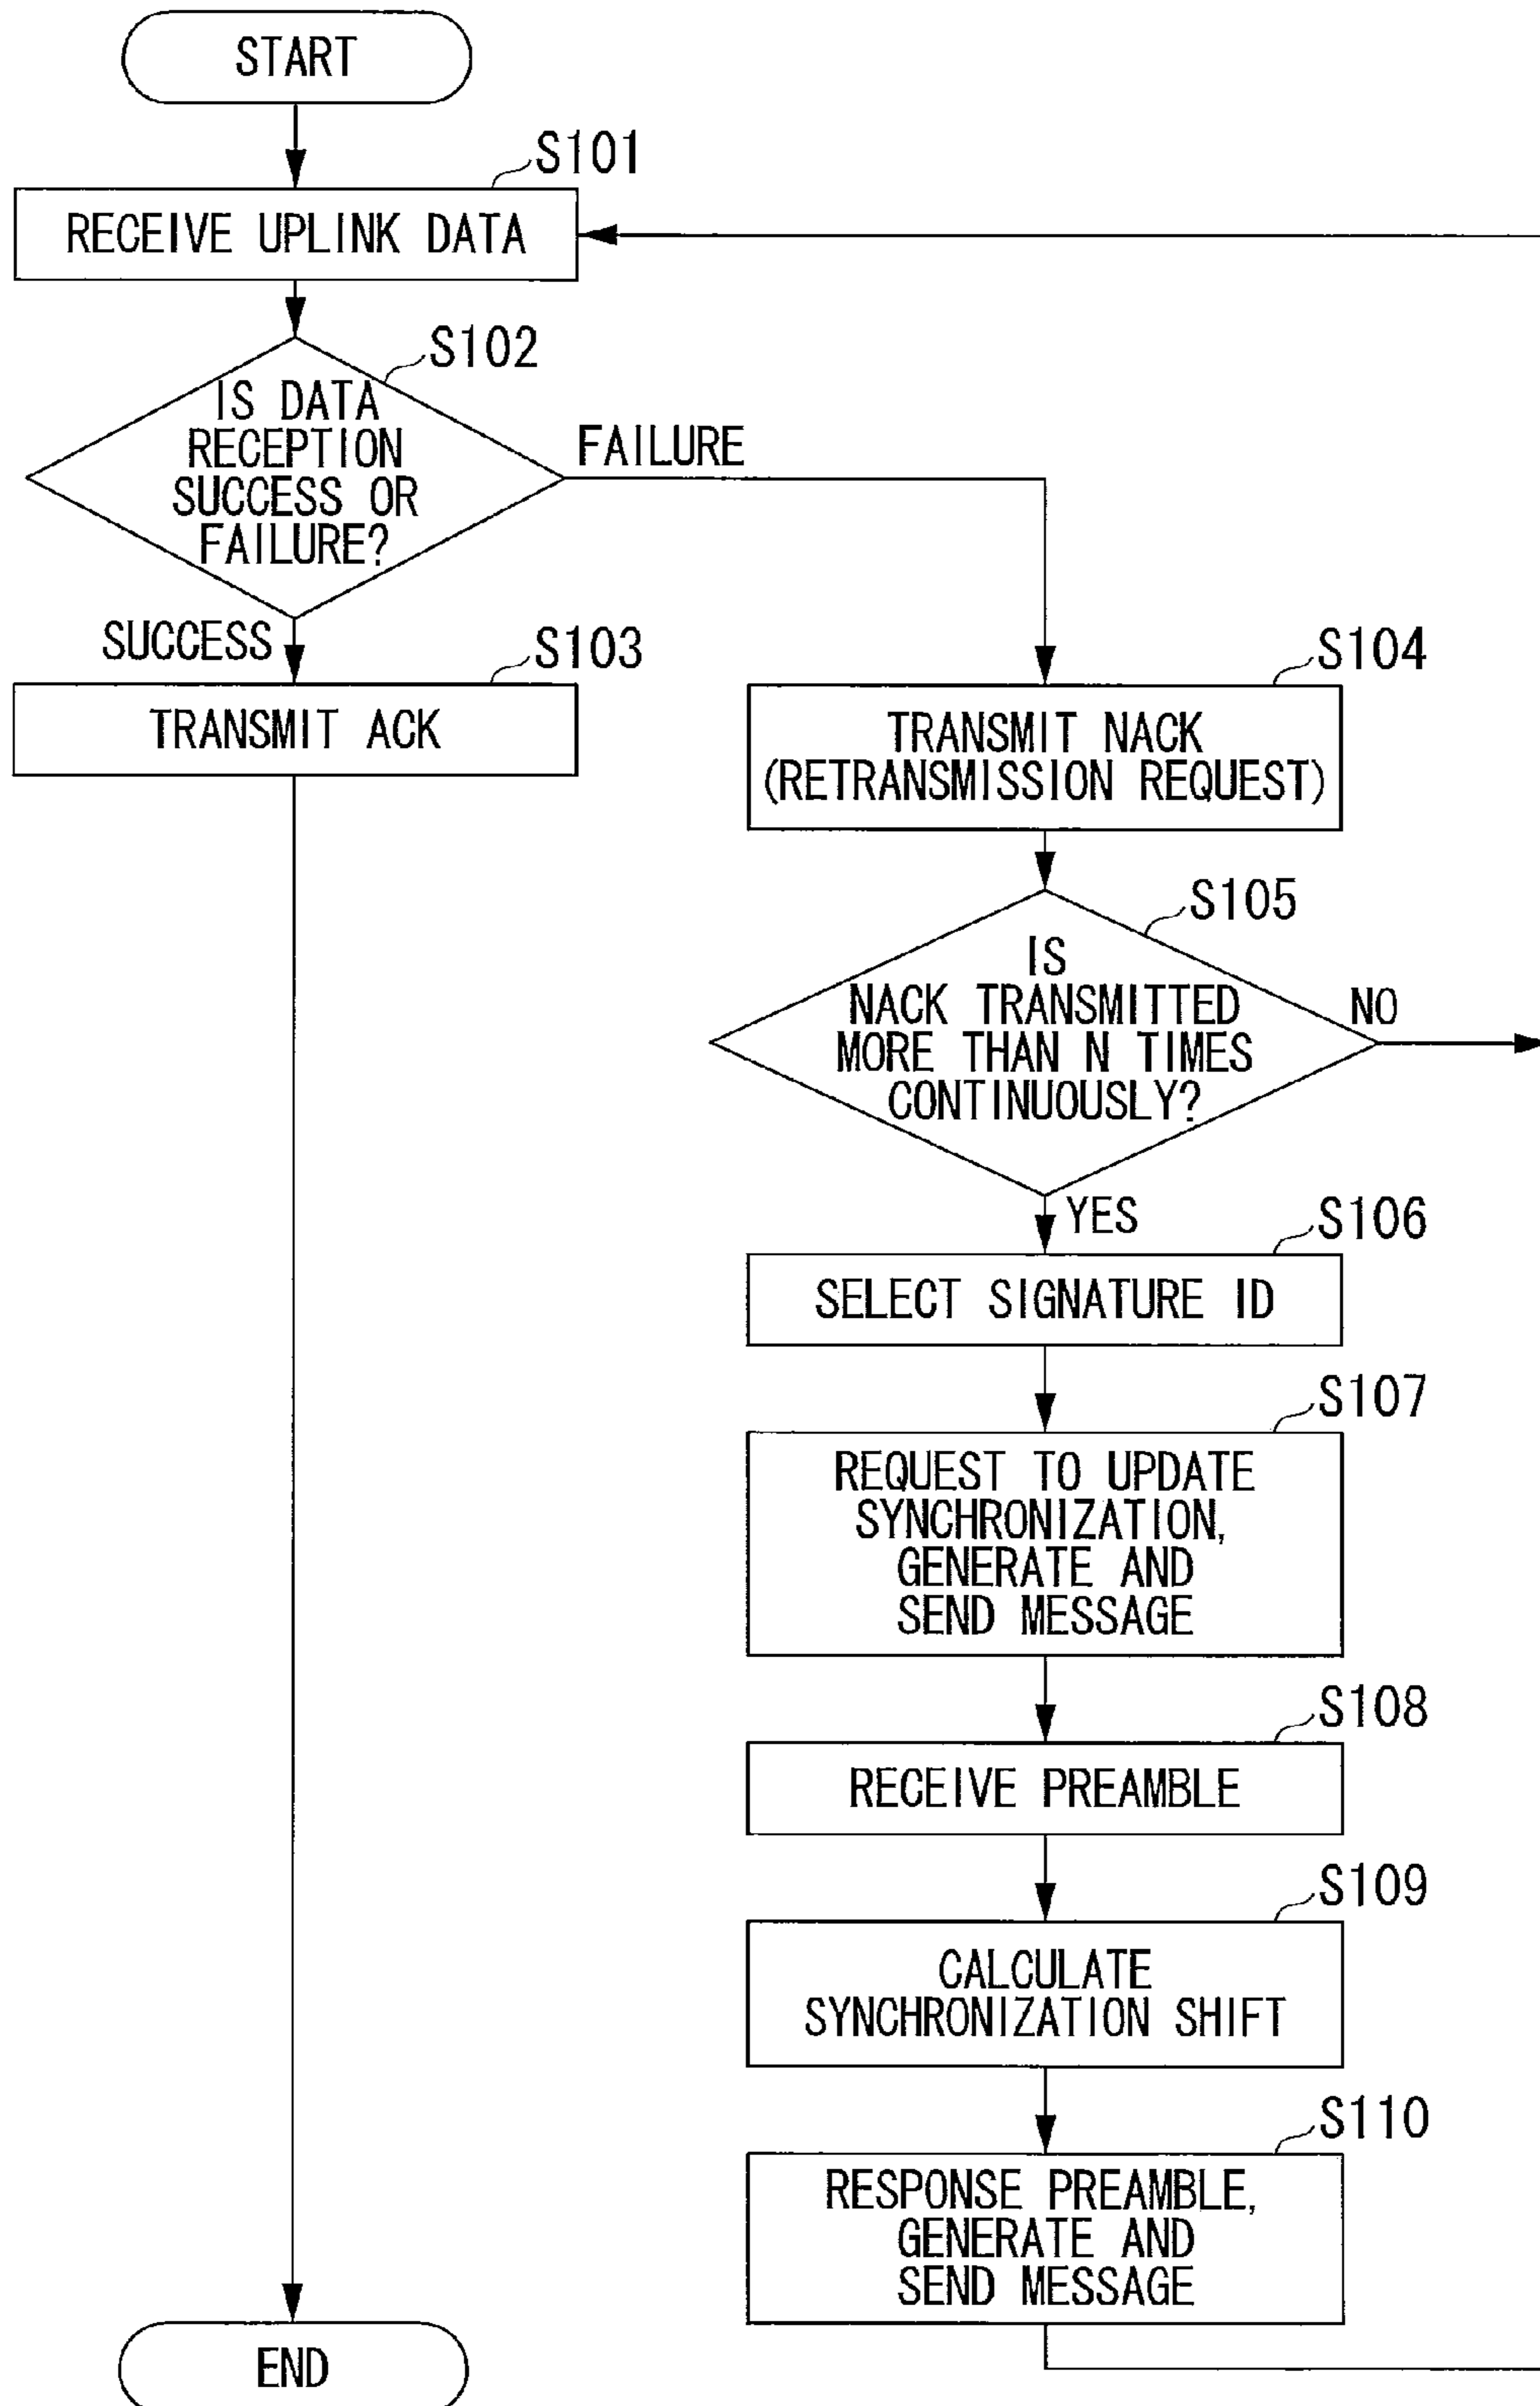 START
S101
RECEIVE UPLINK DATA
S102
IS DATA
RECEPTION
SUCCESS OR
FAILURE?
FAILURE
SUCCESS
S103
TRANSMIT ACK
S104
TRANSMIT NACK
(RETRANSMISSION REQUEST)
S105
IS
NACK TRANSMITTED
MORE THAN N TIMES
CONTINUOUSLY?
NO
YES
S106
SELECT SIGNATURE ID
S107
REQUEST TO UPDATE
SYNCHRONIZATION,
GENERATE AND
SEND MESSAGE
S108
RECEIVE PREAMBLE
S109
CALCULATE
SYNCHRONIZATION SHIFT
S110
RESPONSE PREAMBLE,
GENERATE AND
SEND MESSAGE
END